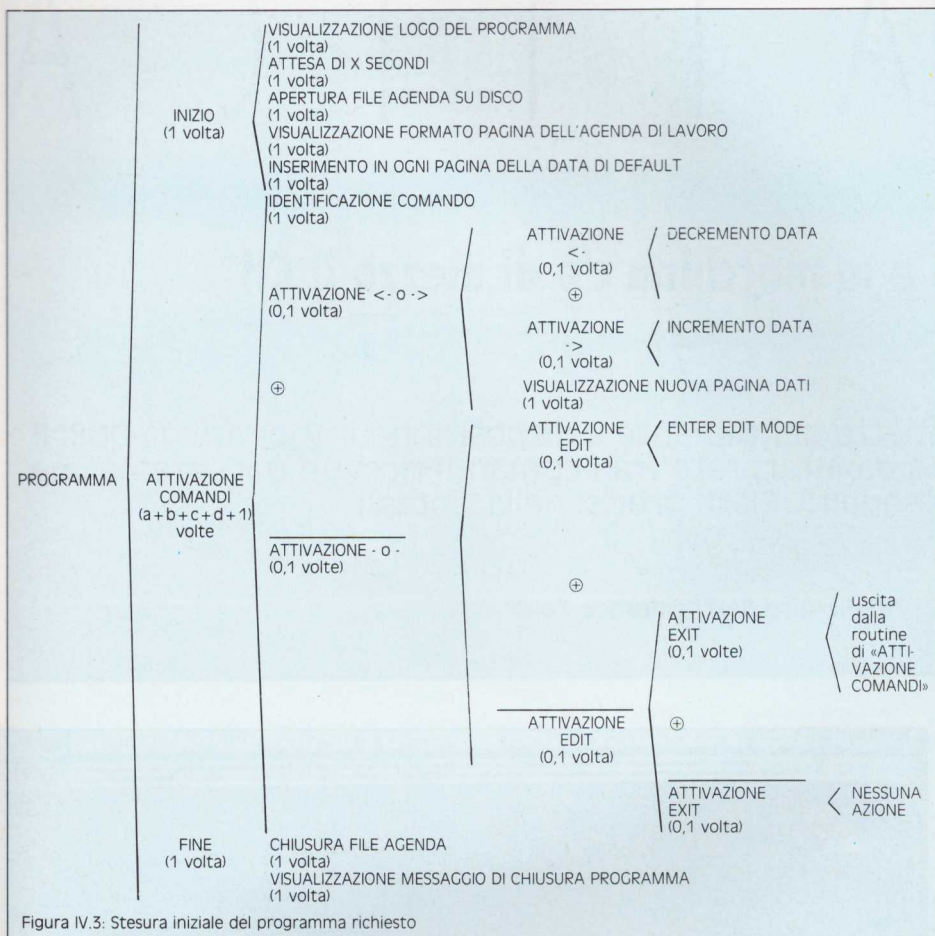 VISUALIZZAZIONE LOGO DEL PROGRAMMA
(1 volta)
ATTESA DI X SECONDI
(1 volta)
INIZIO
(1 volta)
APERTURA FILE AGENDA SU DISCO
(1 volta)
VISUALIZZAZIONE FORMATO PAGINA DELL'AGENDA DI LAVORO
(1 volta)
INSERIMENTO IN OGNI PAGINA DELLA DATA DI DEFAULT
(1 volta)
PROGRAMMA
ATTIVAZIONE
COMANDI
(a+b+c+d+1)
volte
IDENTIFICAZIONE COMANDO
(1 volta)
ATTIVAZIONE <- o ->
(0,1 volta)
ATTIVAZIONE
<-
(0,1 volta)
DECREMENTO DATA
⊕
ATTIVAZIONE
->
(0,1 volta)
INCREMENTO DATA
VISUALIZZAZIONE NUOVA PAGINA DATI
(1 volta)
⊕
ATTIVAZIONE - o -
(0,1 volte)
ATTIVAZIONE
EDIT
(0,1 volta)
ENTER EDIT MODE
⊕
ATTIVAZIONE
EDIT
(0,1 volta)
ATTIVAZIONE
EXIT
(0,1 volte)
uscita
dalla
routine
di «ATTI-
VAZIONE
COMANDI»
⊕
ATTIVAZIONE
EXIT
(0,1 volta)
NESSUNA
AZIONE
FINE
(1 volta)
CHIUSURA FILE AGENDA
(1 volta)
VISUALIZZAZIONE MESSAGGIO DI CHIUSURA PROGRAMMA
(1 volta)
Figura IV.3: Stesura iniziale del programma richiesto